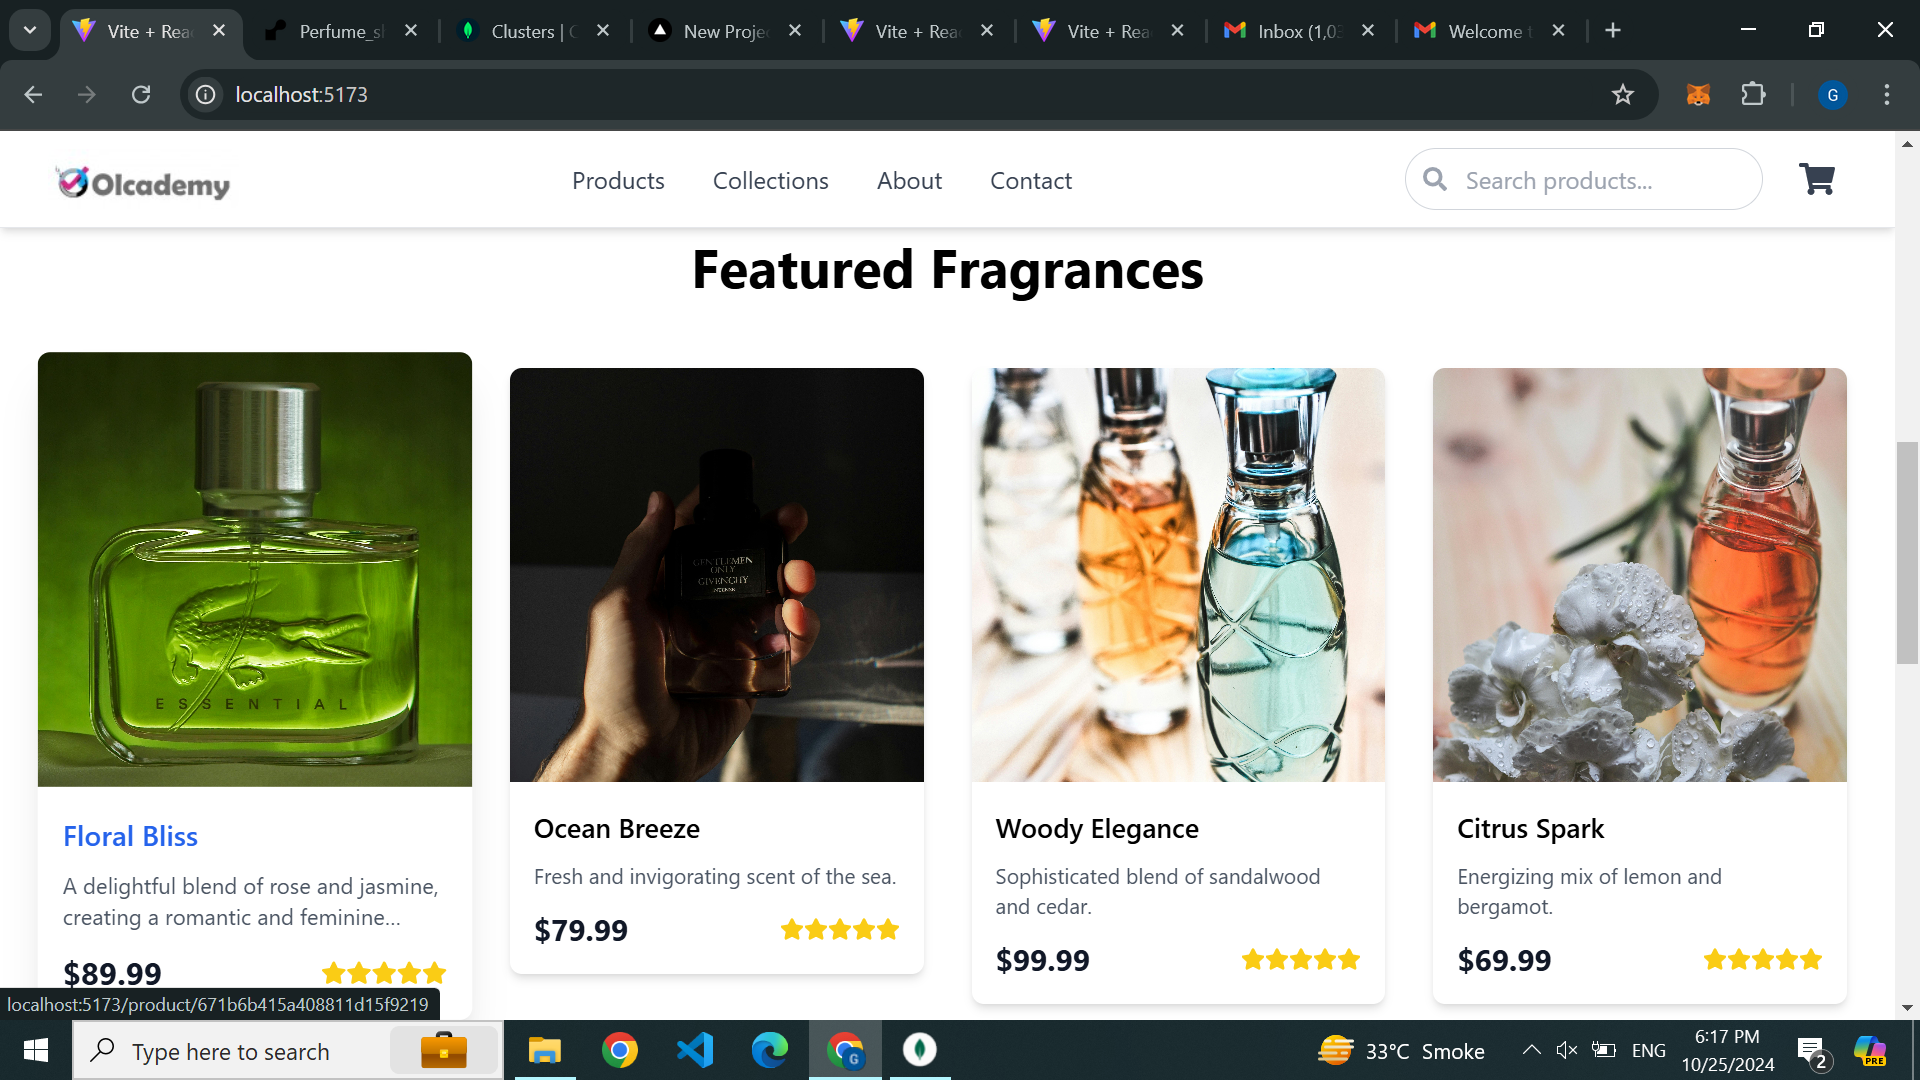 Vite + Rea
Perfume_sl
Clusters | C
New Projec
Vite + Rea
Vite + Rea
Inbox (1,03
Welcome t
localhost:5173
G
Olcademy
Products
Collections
About
Contact
Search products...
Featured Fragrances
ESSENTIAL
GENTLEMEN
ONLY
GIVENCHY
INTENSE
Floral Bliss
A delightful blend of rose and jasmine,
creating a romantic and feminine...
$89.99
Ocean Breeze
Fresh and invigorating scent of the sea.
$79.99
Woody Elegance
Sophisticated blend of sandalwood
and cedar.
$99.99
Citrus Spark
Energizing mix of lemon and
bergamot.
$69.99
localhost:5173/product/671b6b415a408811d15f9219
Type here to search
G
33°C Smoke
ENG
6:17 PM
10/25/2024
2
PRE